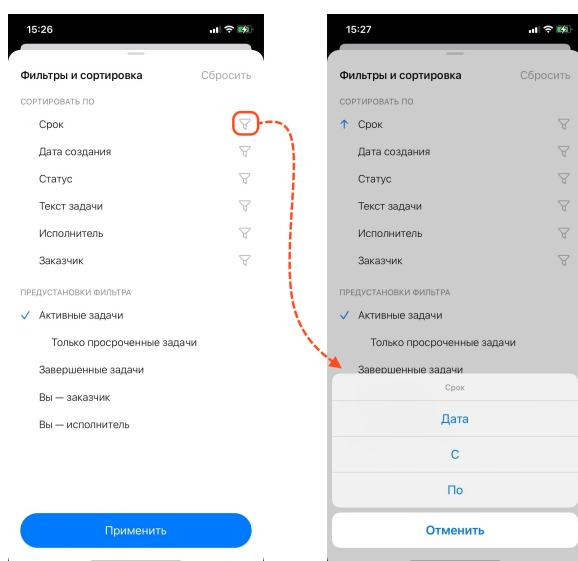 15:26
Фильтры и сортировка Сбросить
СОРТИРОВАТЬ ПО
Срок
Дата создания
Статус
Текст задачи
Исполнитель
Заказчик
ПРЕДУСТАНОВКИ ФИЛЬТРА
Активные задачи
Только просроченные задачи
Завершенные задачи
Вы — заказчик
Вы — исполнитель
Применить
15:27
Фильтры и сортировка Сбросить
СОРТИРОВАТЬ ПО
Срок
Дата создания
Статус
Текст задачи
Исполнитель
Заказчик
ПРЕДУСТАНОВКИ ФИЛЬТРА
Активные задачи
Только просроченные задачи
Завершенные задачи
Срок
Дата
С
По
Отменить